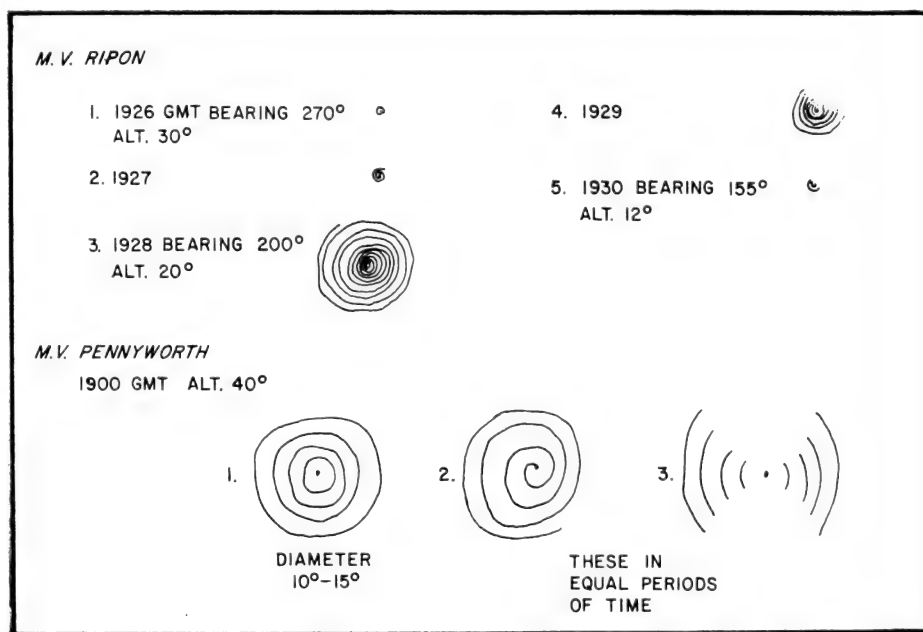 M.V. RIPON
1. 1926 GMT BEARING 270°
ALT. 30°
2. 1927
3. 1928 BEARING 200°
ALT. 20°
4. 1929
5. 1930 BEARING 155°
ALT. 12°
M.V. PENNYWORTH
1900 GMT ALT. 40°
1.
2.
3.
DIAMETER
10°-15°
THESE IN
EQUAL PERIODS
OF TIME